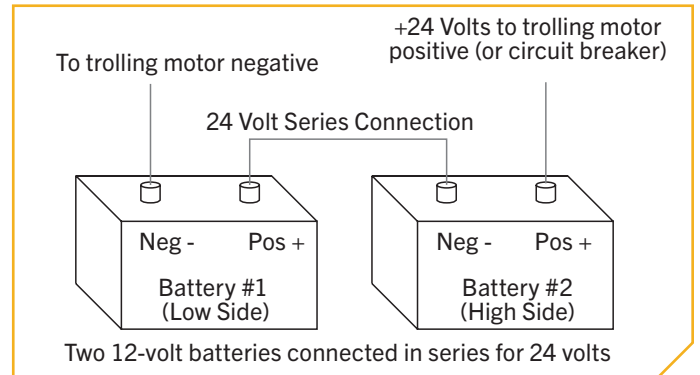 +24 Volts to trolling motor
positive (or circuit breaker)
To trolling motor negative
24 Volt Series Connection
Neg -
Pos +
Neg -
Pos +
Battery #1
(Low Side)
Battery #2
(High Side)
Two 12-volt batteries connected in series for 24 volts